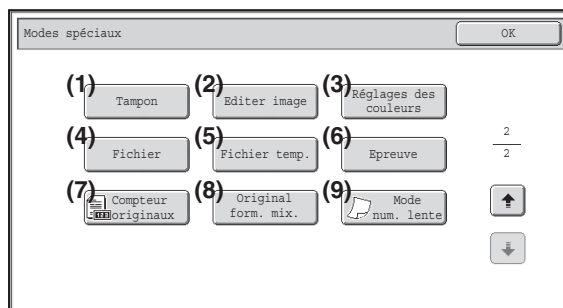 Modes spéciaux
OK
(1)
Tampon
(2)
Editer image
(3)
Réglages des
couleurs
(4)
Fichier
(5)
Fichier temp.
(6)
Epreuve
2
2
(7)
Compteur
originaux
123
(8)
Original
form. mix.
(9)
Mode
num. lente